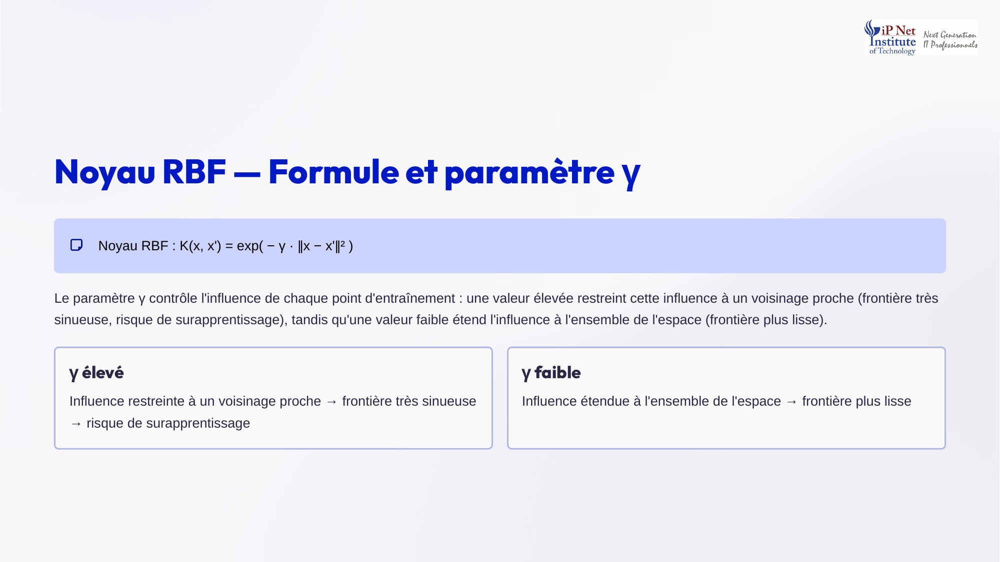 iP Net
Institute
of Technology
Next Generation
IT Professionnels
Noyau RBF — Formule et paramètre γ
Noyau RBF : K(x, x') = exp( − γ · ‖x − x'‖² )
Le paramètre γ contrôle l'influence de chaque point d'entraînement : une valeur élevée restreint cette influence à un voisinage proche (frontière très
sinueuse, risque de surapprentissage), tandis qu'une valeur faible étend l'influence à l'ensemble de l'espace (frontière plus lisse).
γ élevé
Influence restreinte à un voisinage proche → frontière très sinueuse
→ risque de surapprentissage
γ faible
Influence étendue à l'ensemble de l'espace → frontière plus lisse